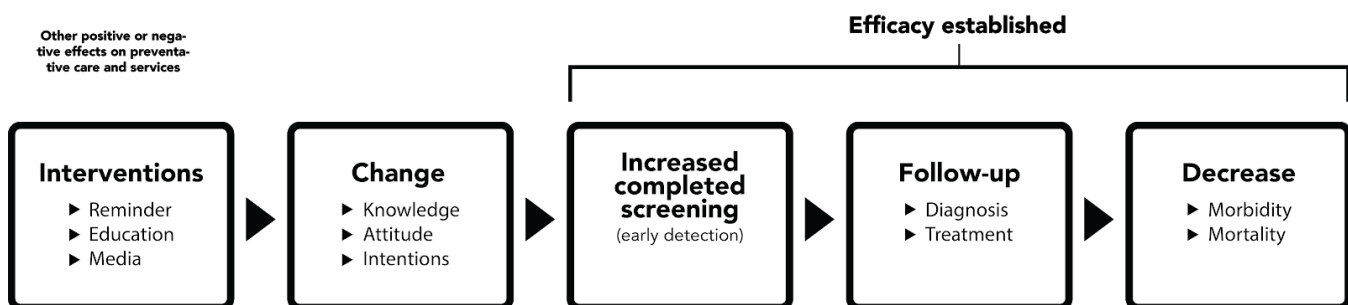 Other positive or nega-
tive effects on preventa-
tive care and services
Efficacy established
Interventions
Reminder
Education
Media
Change
Knowledge
Attitude
Intentions
Increased
completed
screening
(early detection)
Follow-up
Diagnosis
Treatment
Decrease
Morbidity
Mortality